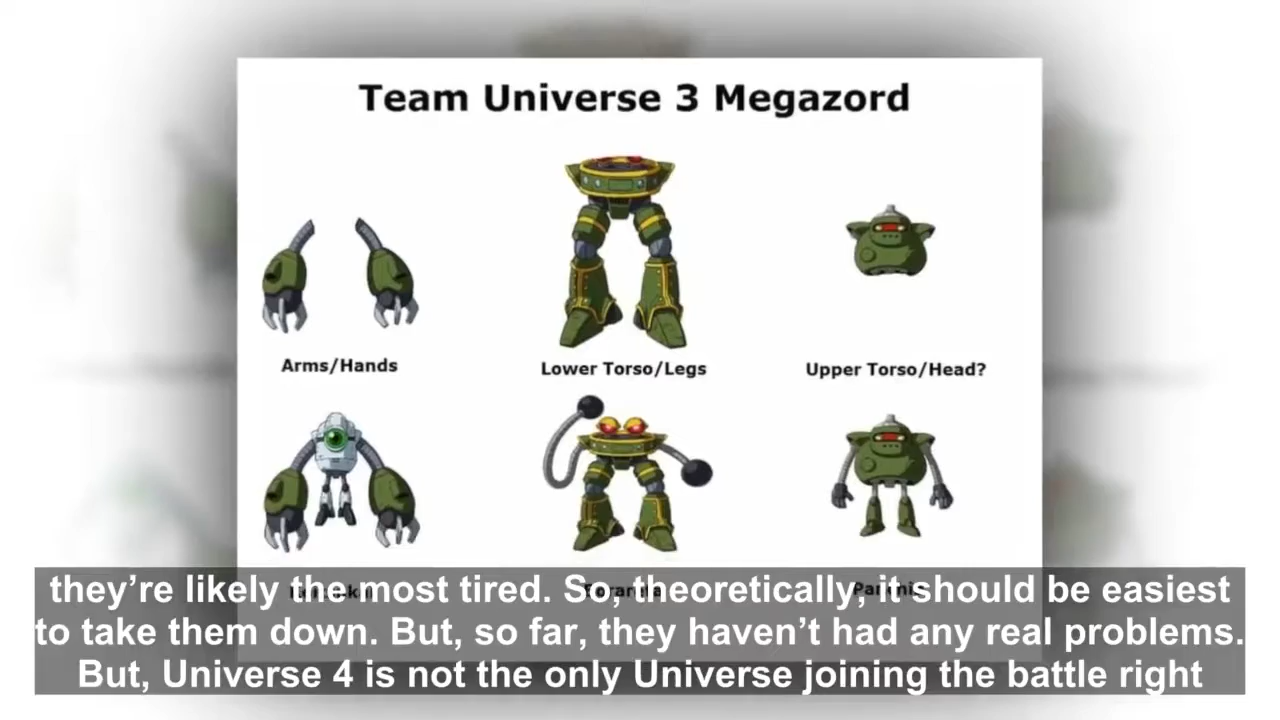 Team Universe 3 Megazord
Arms/Hands
Lower Torso/Legs
Upper Torso/Head?
they’re likely the most tired. So, theoretically, it should be easiest
to take them down. But, so far, they haven’t had any real problems.
But, Universe 4 is not the only Universe joining the battle right